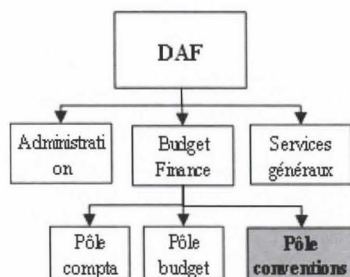 DAF
Administrati
on
Budget
Finance
Services
généraux
Pôle
compta
Pôle
budget
Pôle
conventions